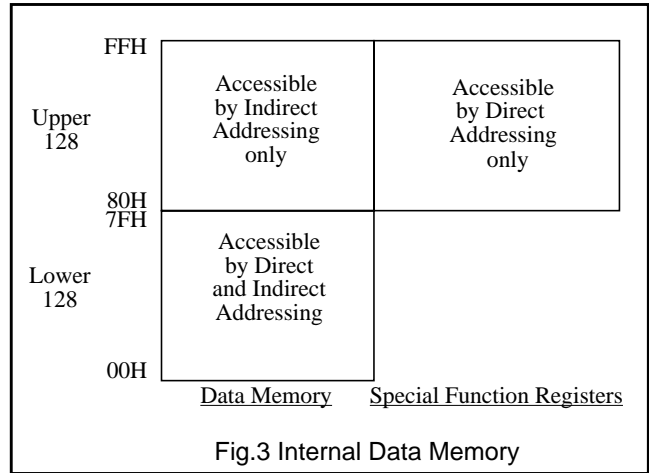 FFH
Upper
128
80H
7FH
Lower
128
00H
Accessible
by Indirect
Addressing
only
Accessible
by Direct
Addressing
only
Accessible
by Direct
and Indirect
Addressing
Data Memory
Special Function Registers
Fig.3 Internal Data Memory